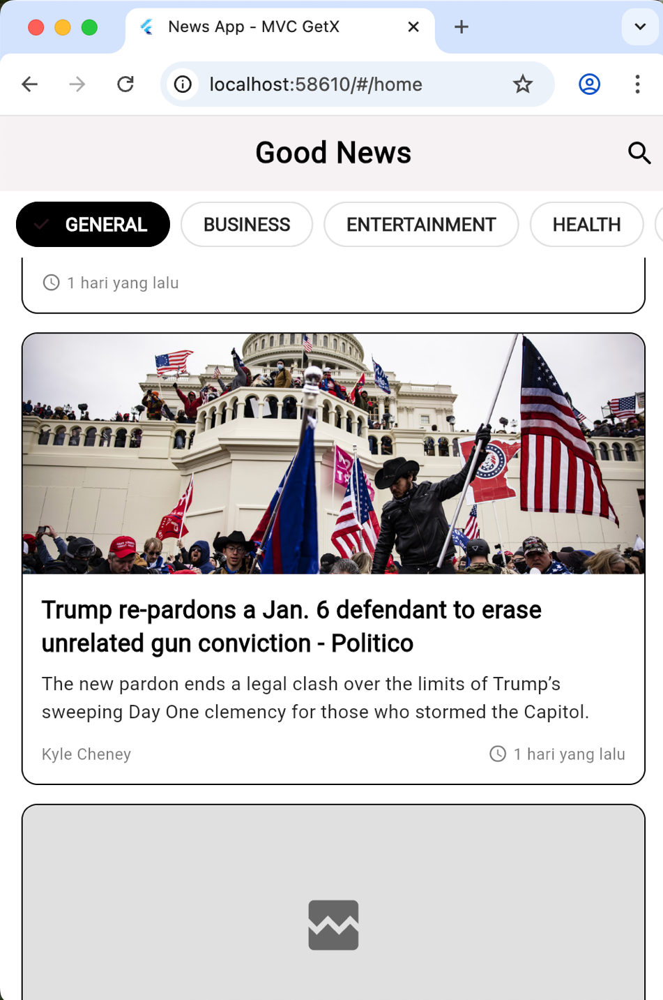 News App - MVC GetX
localhost:58610/#/home
Good News
GENERAL
BUSINESS
ENTERTAINMENT
HEALTH
1 hari yang lalu
Trump re-pardons a Jan. 6 defendant to erase
unrelated gun conviction - Politico
The new pardon ends a legal clash over the limits of Trump’s
sweeping Day One clemency for those who stormed the Capitol.
Kyle Cheney
1 hari yang lalu